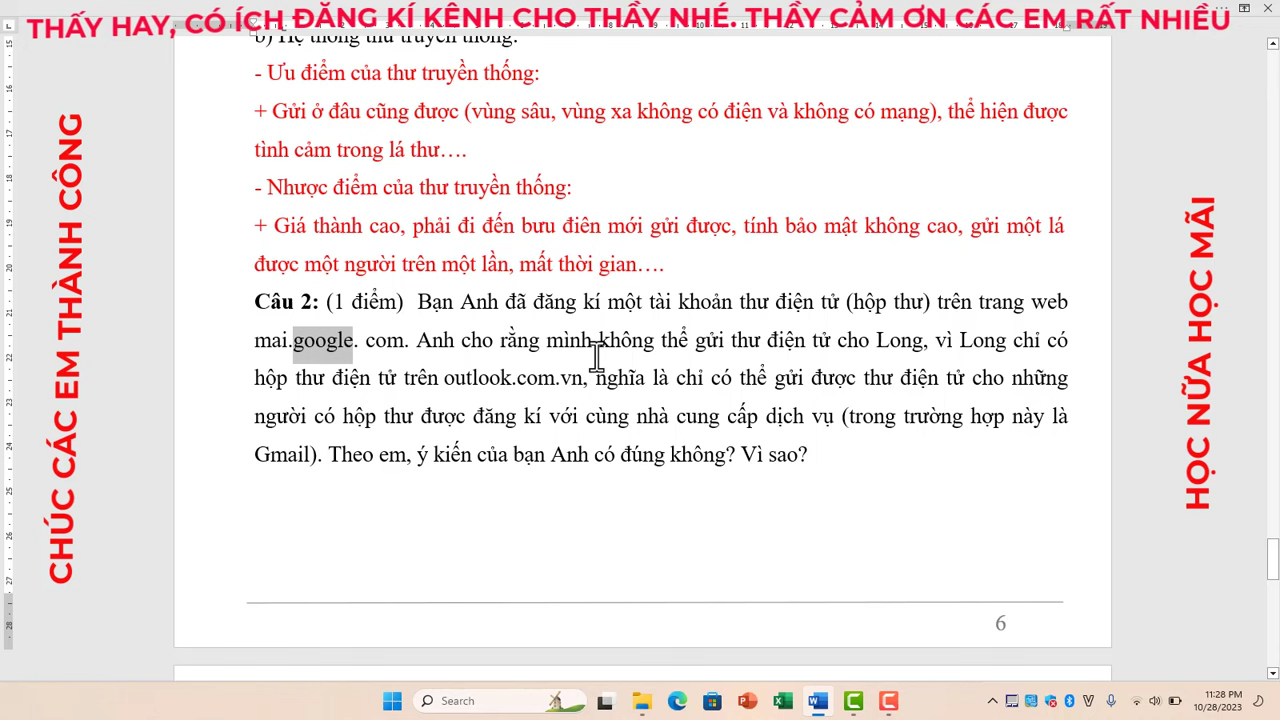 THẤY HAY, CÓ ÍCH ĐĂNG KÍ KÊNH CHO THẦY NHÉ. THẦY CẢM ƠN CÁC EM RẤT NHIỀU
b) Hệ thống thư truyền thống:
- Ưu điểm của thư truyền thống:
+ Gửi ở đâu cũng được (vùng sâu, vùng xa không có điện và không có mạng), thể hiện được
tình cảm trong lá thư….
- Nhược điểm của thư truyền thống:
+ Giá thành cao, phải đi đến bưu điên mới gửi được, tính bảo mật không cao, gửi một lá
được một người trên một lần, mất thời gian….
Câu 2: (1 điểm) Bạn Anh đã đăng kí một tài khoản thư điện tử (hộp thư) trên trang web
mai.google. com. Anh cho rằng mình không thể gửi thư điện tử cho Long, vì Long chỉ có
hộp thư điện tử trên outlook.com.vn, nghĩa là chỉ có thể gửi được thư điện tử cho những
người có hộp thư được đăng kí với cùng nhà cung cấp dịch vụ (trong trường hợp này là
Gmail). Theo em, ý kiến của bạn Anh có đúng không? Vì sao?
6
CHÚC CÁC EM THÀNH CÔNG
HỌC NỮA HỌC MÃI
Search
11:28 PM
10/28/2023